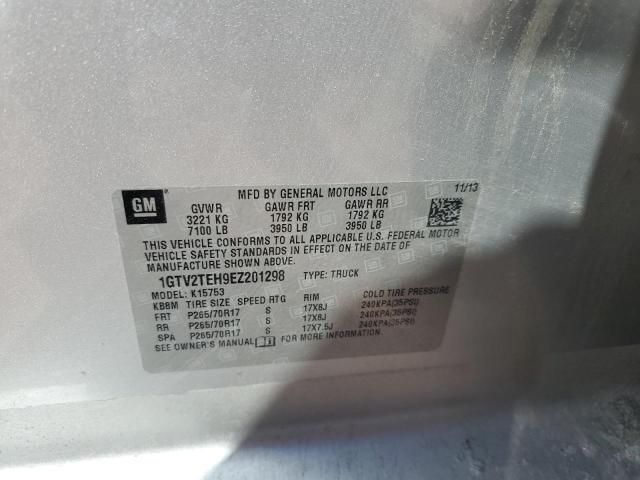 MFD BY GENERAL MOTORS LLC 11/13
GM
GVWR GAWR FRT GAWR RR
3221 KG 1792 KG 1792 KG
7100 LB 3950 LB 3950 LB
THIS VEHICLE CONFORMS TO ALL APPLICABLE U.S. FEDERAL MOTOR
VEHICLE SAFETY STANDARDS IN EFFECT ON THE DATE OF
MANUFACTURE SHOWN ABOVE.
1GTV2TEH9EZ201298 TYPE: TRUCK
MODEL: K15753
KB8M TIRE SIZE SPEED RTG RIM COLD TIRE PRESSURE
FRT P265/70R17 S 17X8J 240KPA(35PSI)
RR P265/70R17 S 17X8J 240KPA(35PSI)
SPA P265/70R17 S 17X7.5J 240KPA(35PSI)
SEE OWNER'S MANUAL FOR MORE INFORMATION.